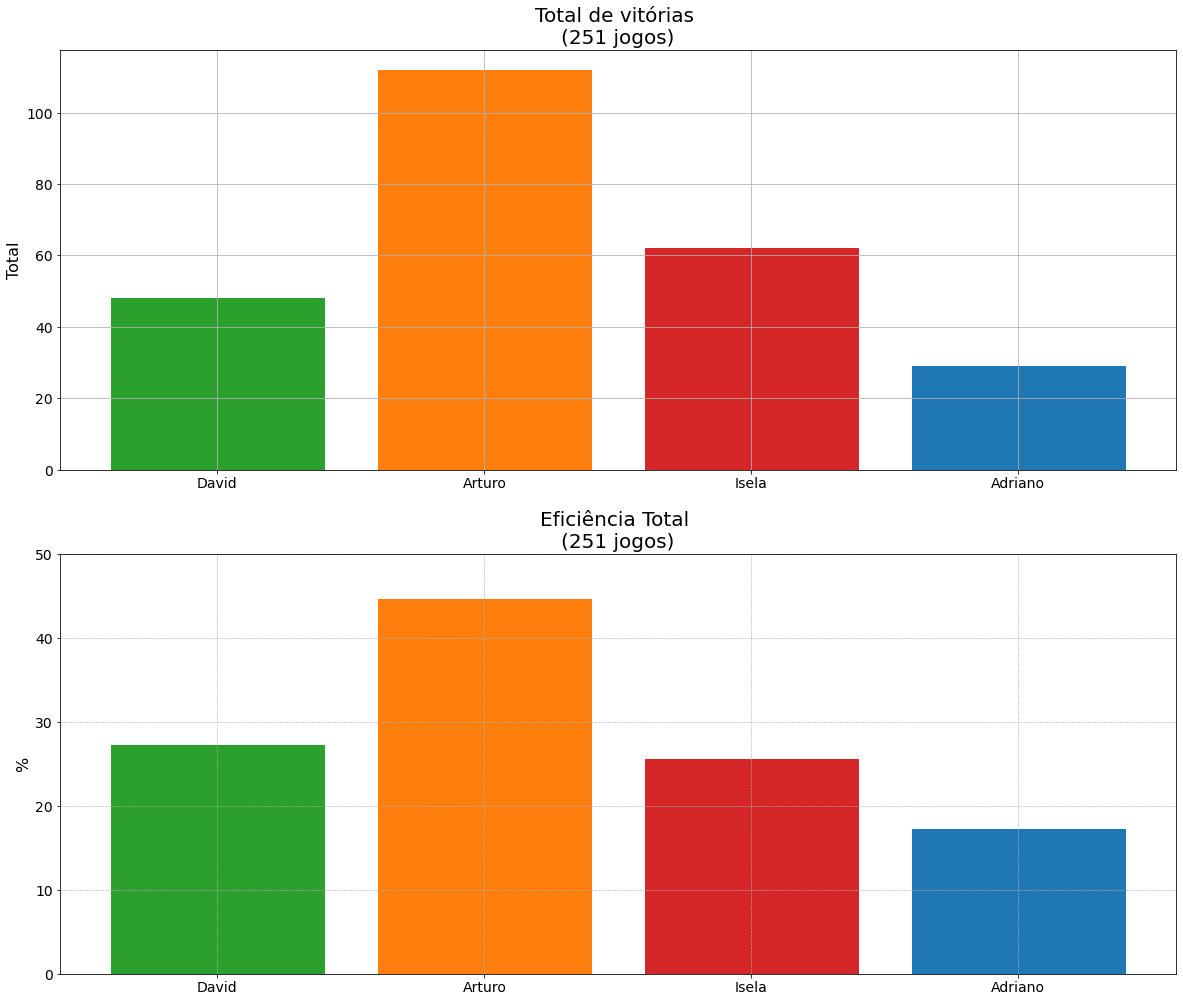 Total de vitórias
(251 jogos)
Total
100
80
60
40
20
0
David Arturo Isela Adriano
Eficiência Total
(251 jogos)
%
50
40
30
20
10
0
David Arturo Isela Adriano